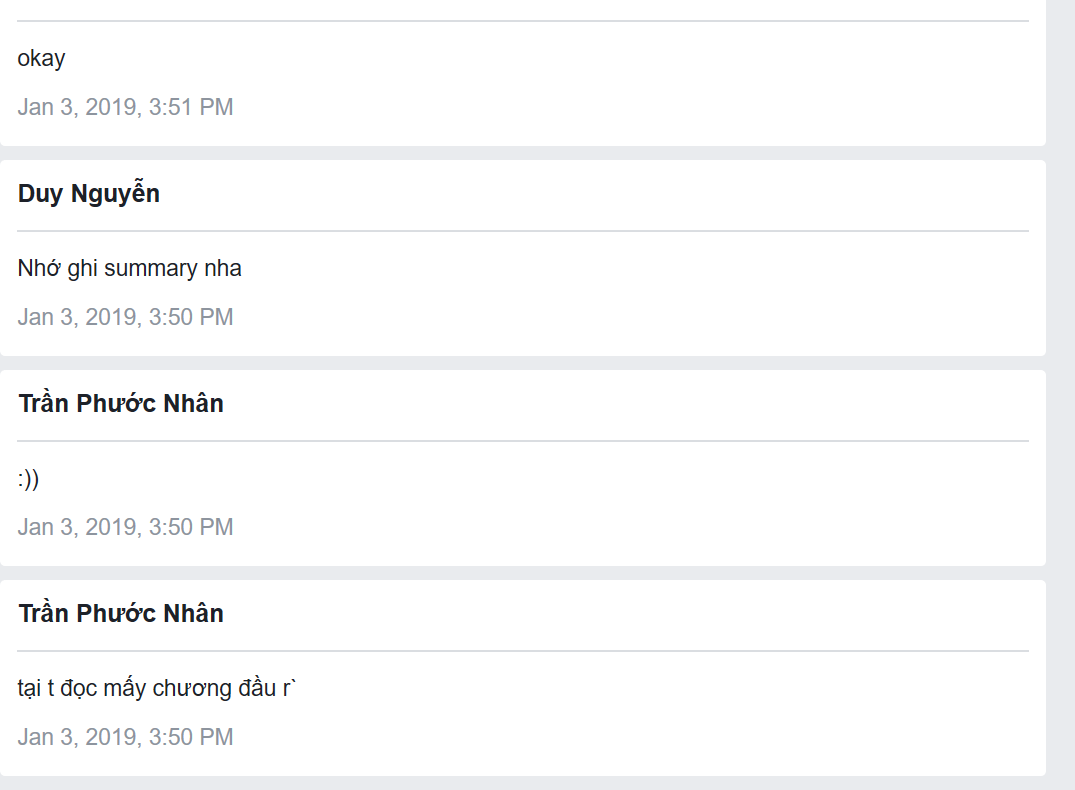 okay
Jan 3, 2019, 3:51 PM
Duy Nguyễn
Nhớ ghi summary nha
Jan 3, 2019, 3:50 PM
Trần Phước Nhân
:))
Jan 3, 2019, 3:50 PM
Trần Phước Nhân
tại t đọc mấy chương đầu r`
Jan 3, 2019, 3:50 PM